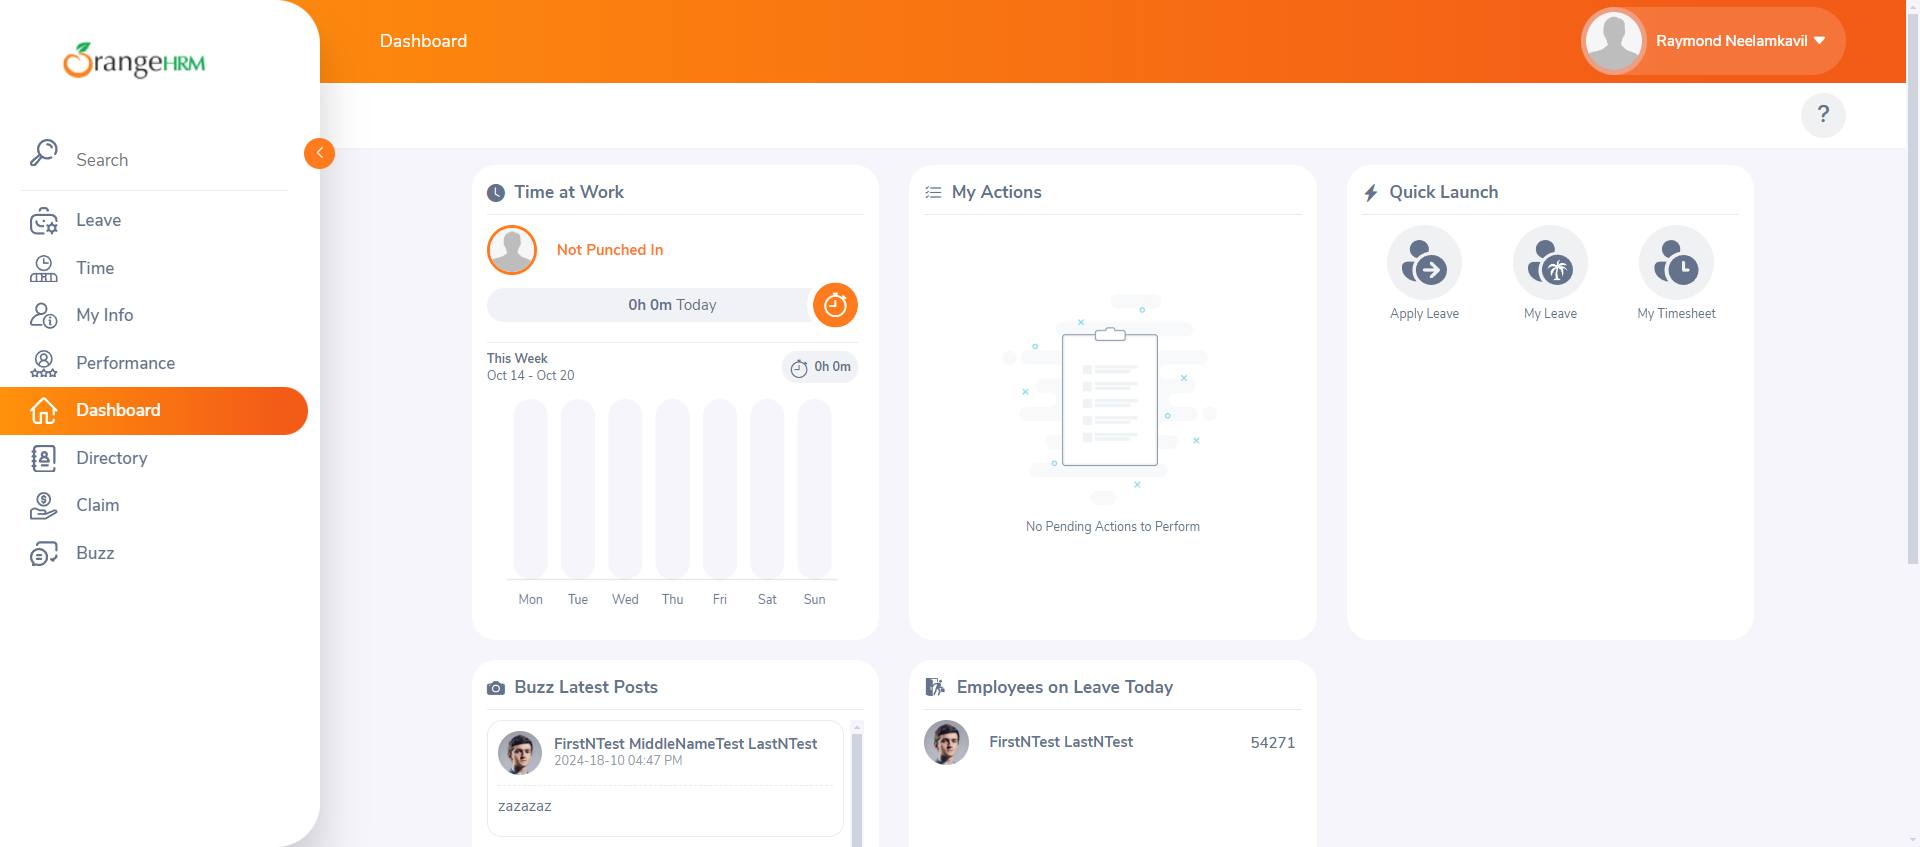 OrangeHRM
Dashboard
Raymond Neelamkavil
?
Search
Leave
Time
My Info
Performance
Dashboard
Directory
Claim
Buzz
Time at Work
Not Punched In
0h 0m Today
This Week
Oct 14 - Oct 20
0h 0m
Mon Tue Wed Thu Fri Sat Sun
My Actions
No Pending Actions to Perform
Quick Launch
Apply Leave
My Leave
My Timesheet
Buzz Latest Posts
FirstNTest MiddleNameTest LastNTest
2024-18-10 04:47 PM
zazazaz
Employees on Leave Today
FirstNTest LastNTest 54271